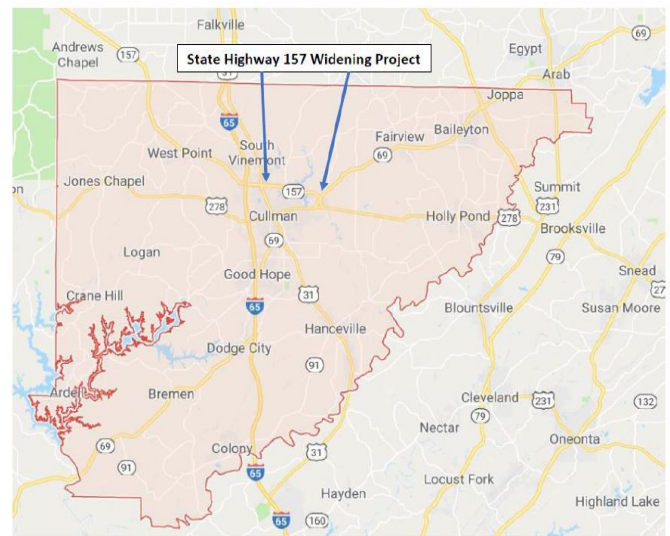 Falkville
69
Andrews
Chapel
157
Egypt
State Highway 157 Widening Project
31
Arab
Joppa
65
Fairview
Baileyton
West Point
South
Vinemont
69
on
Jones Chapel
157
Summit
278
Cullman
Holly Pond
278
231
Brooksville
69
79
Logan
Snead
Good Hope
27
Crane Hill
31
65
Blountsville
Susan Moore
Hanceville
Dodge City
91
Ardell
Bremen
Cleveland
231
132
79
Nectar
69
Colony
31
Oneonta
91
65
Locust Fork
Hayden
Highland Lake
65
160